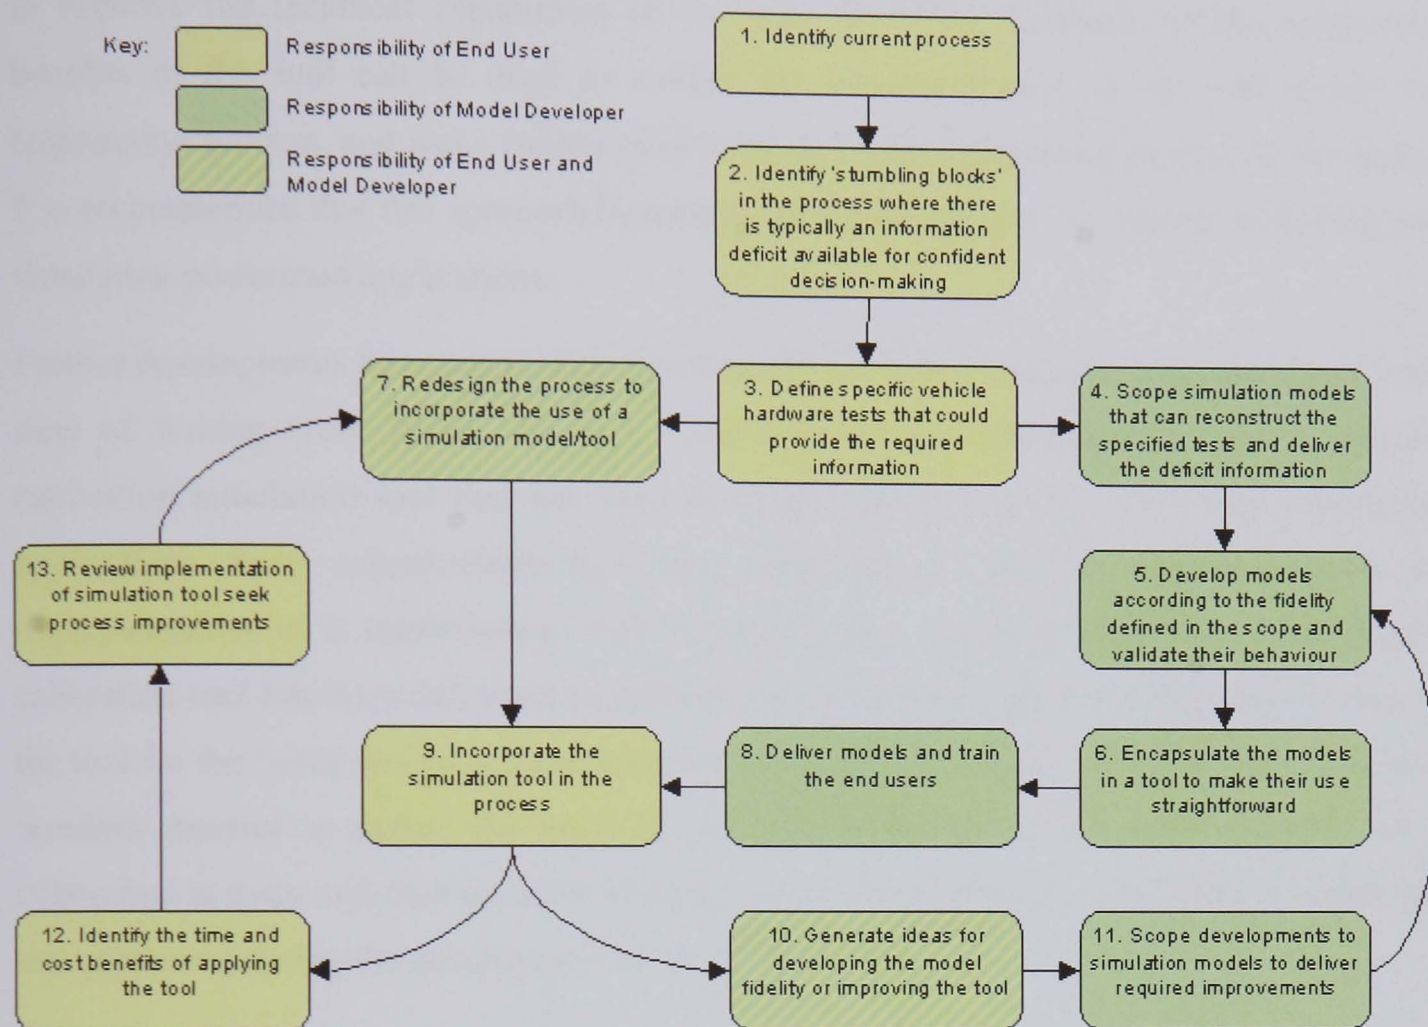 Key:
Responsibility of End User
Responsibility of Model Developer
Responsibility of End User and
Model Developer
1. Identify current process
2. Identify 'stumbling blocks'
in the process where there
is typically an information
deficit available for confident
decision-making
3. Define specific vehicle
hardware tests that could
provide the required
information
4. Scope simulation models
that can reconstruct the
specified tests and deliver
the deficit information
5. Develop models
according to the fidelity
defined in the scope and
validate their behaviour
6. Encapsulate the models
in a tool to make their use
straightforward
7. Redesign the process to
incorporate the use of a
simulation model/tool
8. Deliver models and train
the end users
9. Incorporate the
simulation tool in the
process
10. Generate ideas for
developing the model
fidelity or improving the tool
11. Scope developments to
simulation models to deliver
required improvements
12. Identify the time and
cost benefits of applying
the tool
13. Review implementation
of simulation tool seek
process improvements